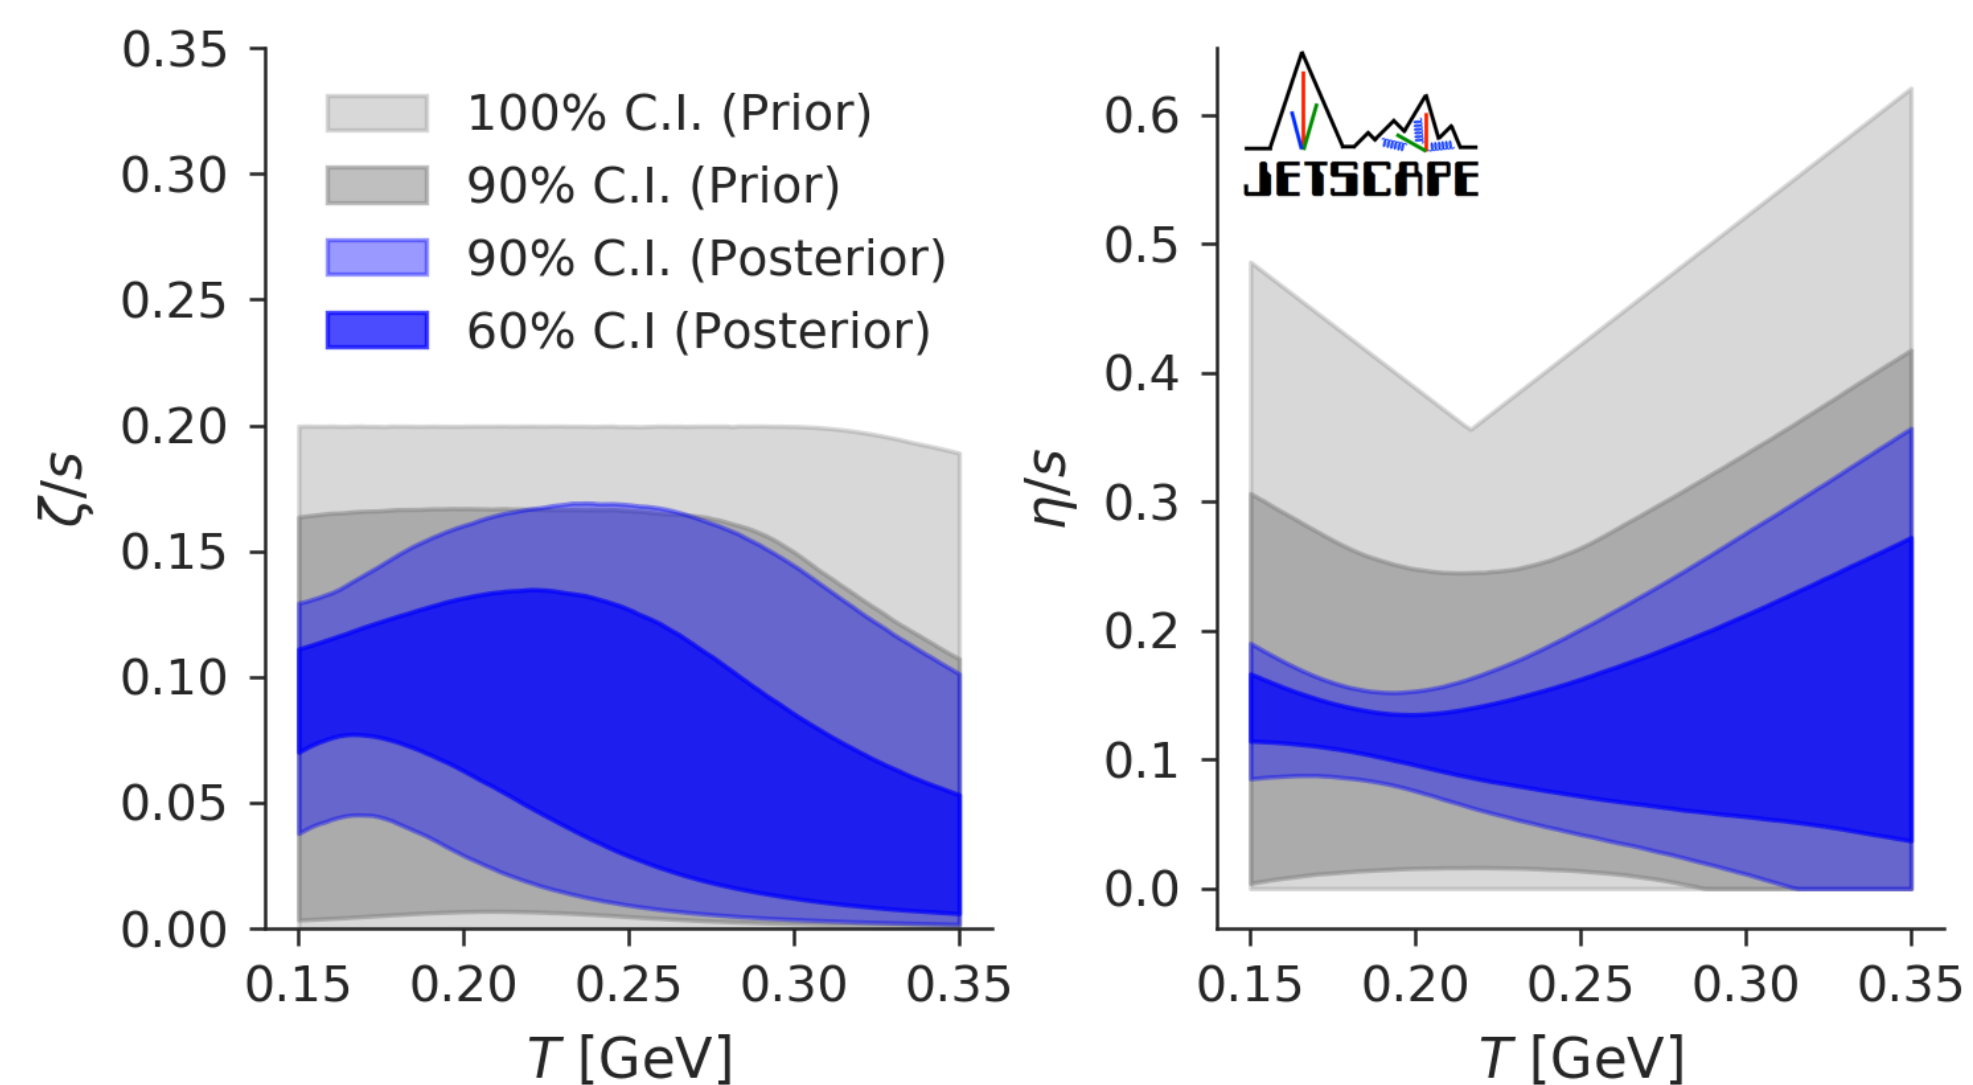 0.35
0.30
0.25
0.20
0.15
0.10
0.05
0.00
ζ/s
100% C.I. (Prior)
90% C.I. (Prior)
90% C.I. (Posterior)
60% C.I (Posterior)
0.15 0.20 0.25 0.30 0.35
T [GeV]
JETSCAPE
0.6
0.5
0.4
0.3
0.2
0.1
0.0
η/s
0.15 0.20 0.25 0.30 0.35
T [GeV]